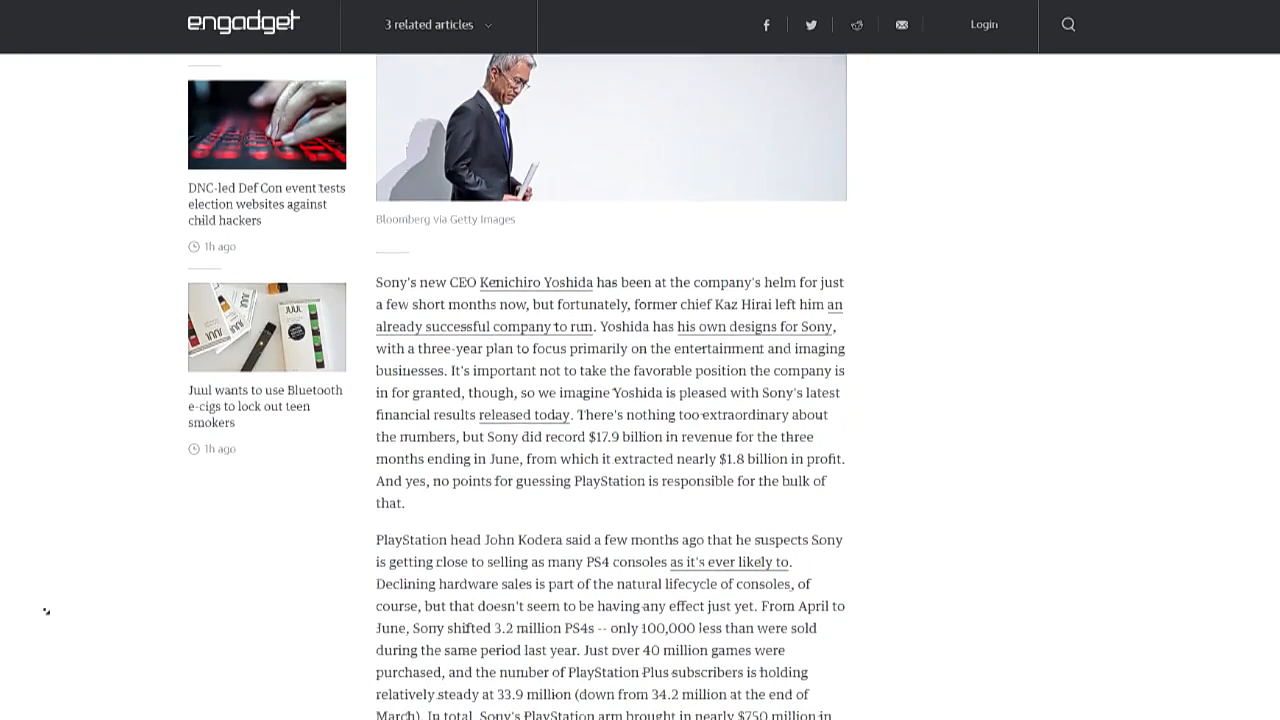 engadget
3 related articles
Login
DNC-led Def Con event tests
election websites against
child hackers
1h ago
JUUL
Juul wants to use Bluetooth
e-cigs to lock out teen
smokers
1h ago
Bloomberg via Getty Images
Sony's new CEO Kenichiro Yoshida has been at the company's helm for just
a few short months now, but fortunately, former chief Kaz Hirai left him an
already successful company to run. Yoshida has his own designs for Sony,
with a three-year plan to focus primarily on the entertainment and imaging
businesses. It's important not to take the favorable position the company is
in for granted, though, so we imagine Yoshida is pleased with Sony's latest
financial results released today. There's nothing too extraordinary about
the numbers, but Sony did record $17.9 billion in revenue for the three
months ending in June, from which it extracted nearly $1.8 billion in profit.
And yes, no points for guessing PlayStation is responsible for the bulk of
that.
PlayStation head John Kodera said a few months ago that he suspects Sony
is getting close to selling as many PS4 consoles as it's ever likely to.
Declining hardware sales is part of the natural lifecycle of consoles, of
course, but that doesn't seem to be having any effect just yet. From April to
June, Sony shifted 3.2 million PS4s -- only 100,000 less than were sold
during the same period last year. Just over 40 million games were
purchased, and the number of PlayStation Plus subscribers is holding
relatively steady at 33.9 million (down from 34.2 million at the end of
March). In total, Sony's PlayStation arm brought in nearly $750 million in